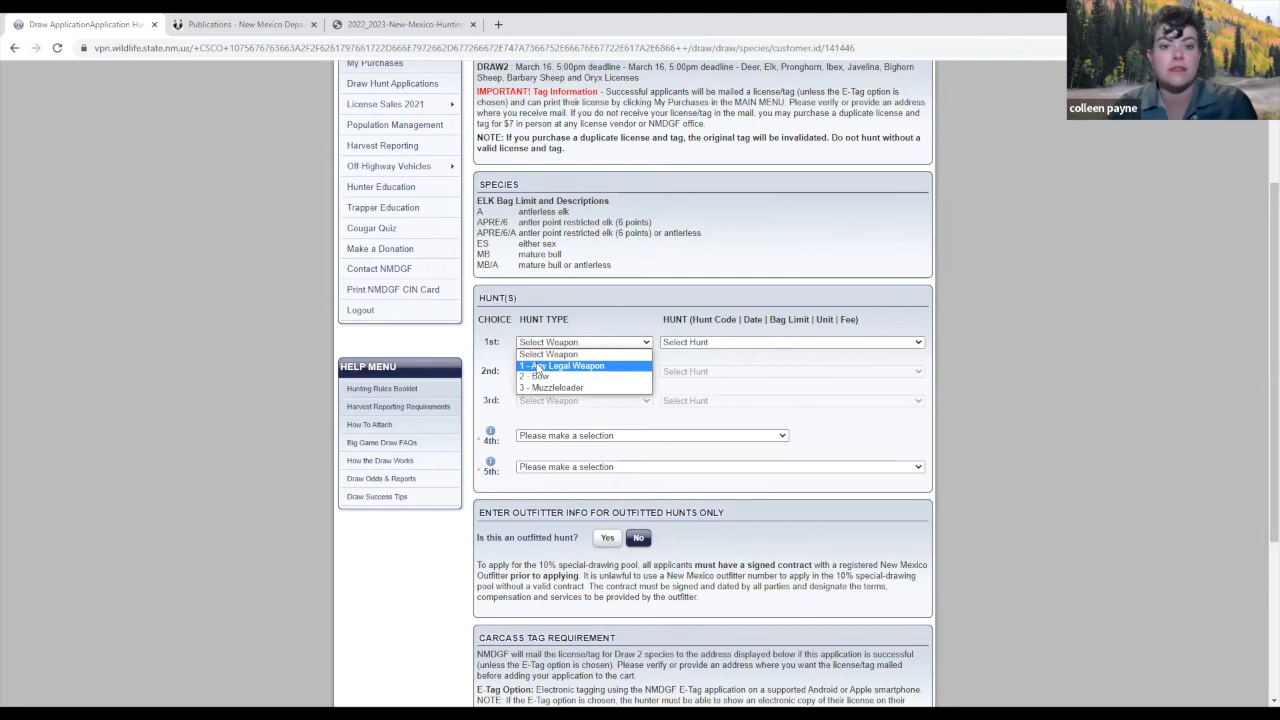 Draw ApplicationApplication Hu
Publications - New Mexico Depa
2022_2023-New-Mexico-Hunting
vpn.wildlife.state.nm.us/+CSCO+1075676763663A2F2F626179766172​2D666E7972662D677266672E747A7366752E66676E67722E617A2E6866++/draw/draw/species/customer.id/141446
colleen payne
My Purchases
Draw Hunt Applications
License Sales 2021
Population Management
Harvest Reporting
Off-Highway Vehicles
Hunter Education
Trapper Education
Cougar Quiz
Make a Donation
Contact NMDGF
Print NMDGF CIN Card
Logout
HELP MENU
Hunting Rules Booklet
Harvest Reporting Requirements
How To Attach
Big Game Draw FAQs
How the Draw Works
Draw Odds & Reports
Draw Success Tips
DRAW2 : March 16, 5:00pm deadline - March 16, 5:00pm deadline - Deer, Elk, Pronghorn, Ibex, Javelina, Bighorn
Sheep, Barbary Sheep and Oryx Licenses
IMPORTANT! Tag Information - Successful applicants will be mailed a license/tag (unless the E-Tag option is
chosen) and can print their license by clicking My Purchases in the MAIN MENU. Please verify or provide an address
where you receive mail. If you do not receive your license/tag in the mail, you may purchase a duplicate license and
tag for $7 in person at any license vendor or NMDGF office.
NOTE: If you purchase a duplicate license and tag, the original tag will be invalidated. Do not hunt without a
valid license and tag.
SPECIES
ELK Bag Limit and Descriptions
A antlerless elk
APRE/6 antler point restricted elk (6 points)
APRE/6/A antler point restricted elk (6 points) or antlerless
ES either sex
MB mature bull
MB/A mature bull or antlerless
HUNT(S)
CHOICE HUNT TYPE HUNT (Hunt Code | Date | Bag Limit | Unit | Fee)
1st: Select Weapon Select Hunt
Select Weapon
1 - Any Legal Weapon
2nd: Select Hunt
2 - Bow
3 - Muzzleloader
3rd: Select Weapon Select Hunt
* 4th: Please make a selection
* 5th: Please make a selection
ENTER OUTFITTER INFO FOR OUTFITTED HUNTS ONLY
Is this an outfitted hunt? Yes No
To apply for the 10% special-drawing pool, all applicants must have a signed contract with a registered New Mexico
Outfitter prior to applying. It is unlawful to use a New Mexico outfitter number to apply in the 10% special-drawing
pool without a valid contract. The contract must be signed and dated by all parties and designate the terms,
compensation and services to be provided by the outfitter.
CARCASS TAG REQUIREMENT
NMDGF will mail the license/tag for Draw 2 species to the address displayed below if this application is successful
(unless the E-Tag option is chosen). Please verify or provide an address where you want the license/tag mailed
before adding your application to the cart.
E-Tag Option: Electronic tagging using the NMDGF E-Tag application on a supported Android or Apple smartphone.
NOTE: If the E-Tag option is chosen, the hunter must be able to show an electronic copy of their license on their